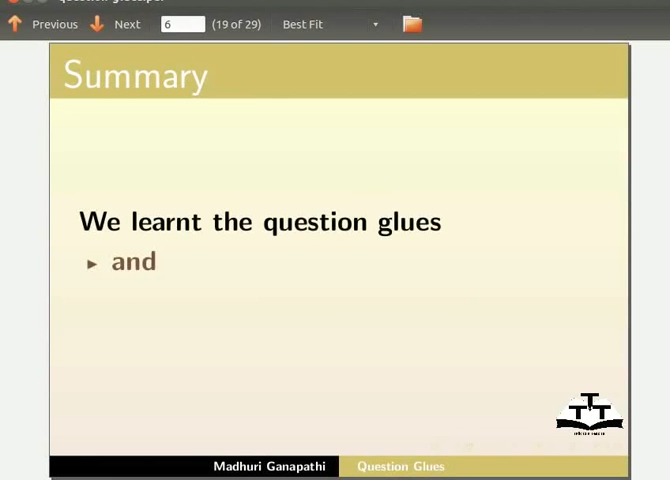 Previous Next 6 (19 of 29) Best Fit
Summary
We learnt the question glues
and
TTT
Madhuri Ganapathi Question Glues